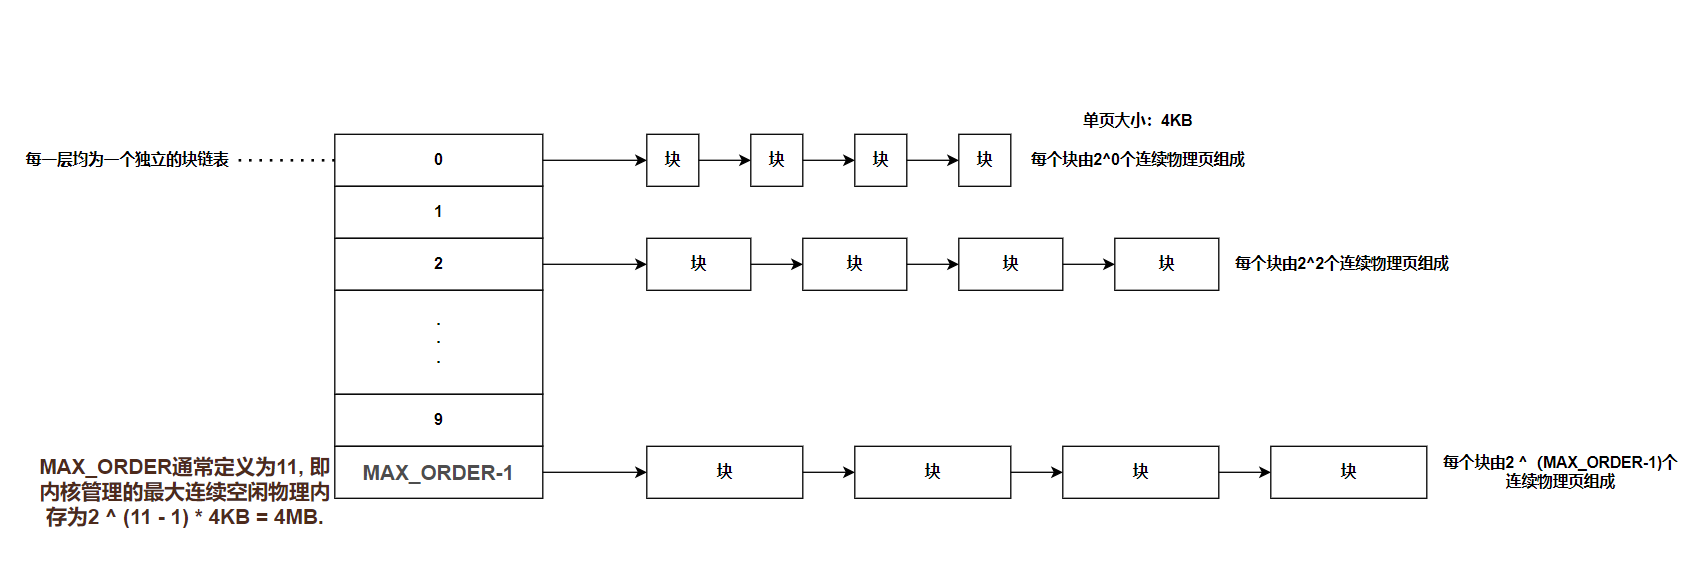 单页大小：4KB
每一层均为一个独立的块链表
0
块
块
块
块
每个块由2^0个连续物理页组成
1
2
块
块
块
块
每个块由2^2个连续物理页组成
.
.
.
9
MAX_ORDER通常定义为11, 即
内核管理的最大连续空闲物理内
存为2 ^ (11 - 1) * 4KB = 4MB.
MAX_ORDER-1
块
块
块
块
每个块由2 ^（MAX_ORDER-1)个
连续物理页组成